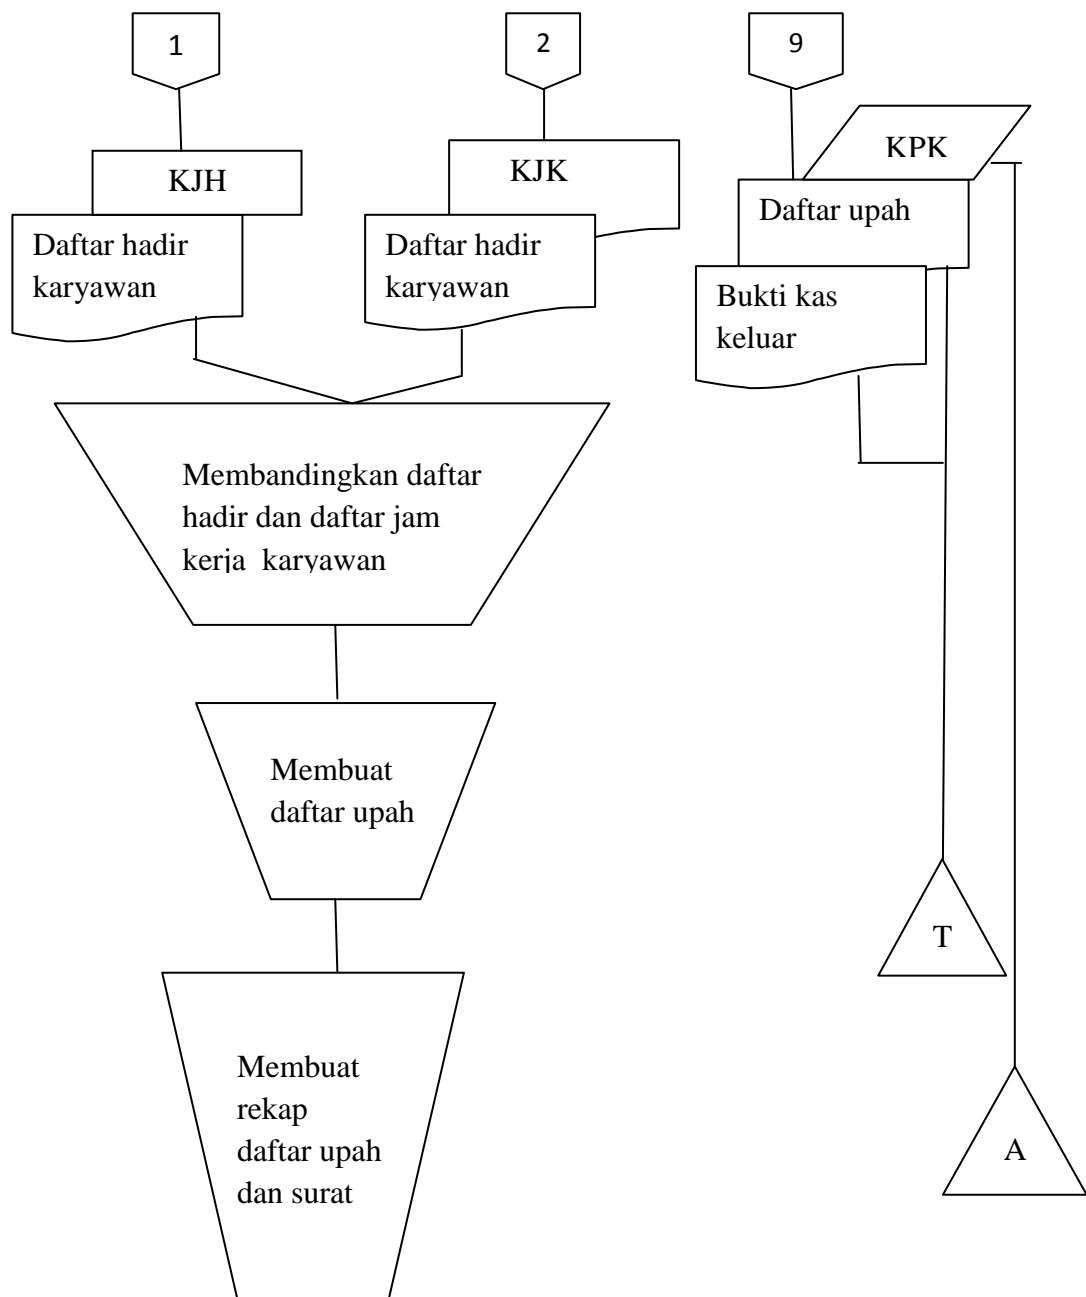 1
2
9
KJH
Daftar hadir
karyawan
KJK
Daftar hadir
karyawan
KPK
Daftar upah
Bukti kas
keluar
Membandingkan daftar
hadir dan daftar jam
kerja  karyawan
Membuat
daftar upah
T
Membuat
rekap
daftar upah
dan surat
A